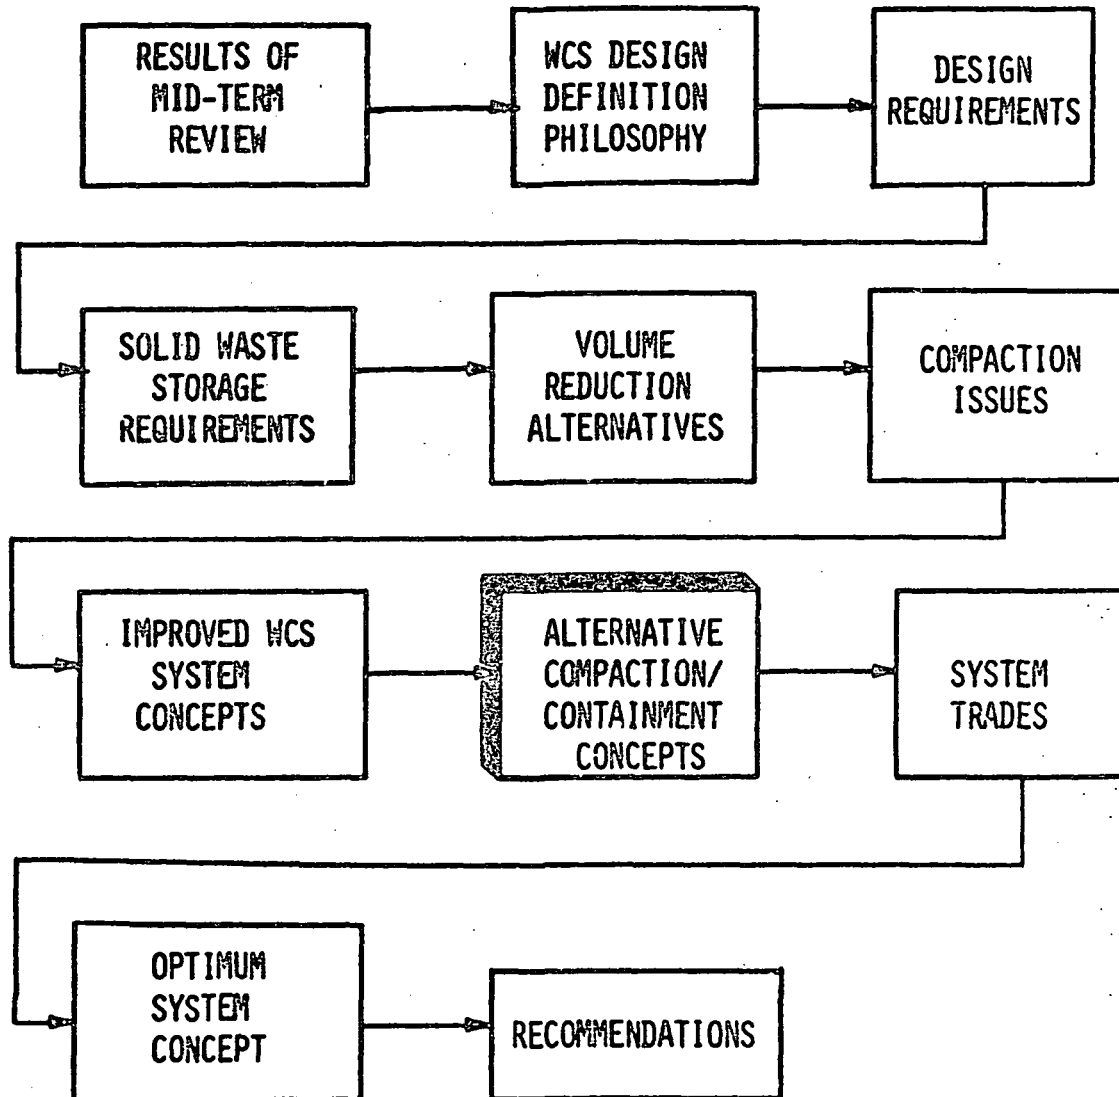 RESULTS OF
MID-TERM
REVIEW
WCS DESIGN
DEFINITION
PHILOSOPHY
DESIGN
REQUIREMENTS
SOLID WASTE
STORAGE
REQUIREMENTS
VOLUME
REDUCTION
ALTERNATIVES
COMPACTION
ISSUES
IMPROVED WCS
SYSTEM
CONCEPTS
ALTERNATIVE
COMPACTION/
CONTAINMENT
CONCEPTS
SYSTEM
TRADES
OPTIMUM
SYSTEM
CONCEPT
RECOMMENDATIONS